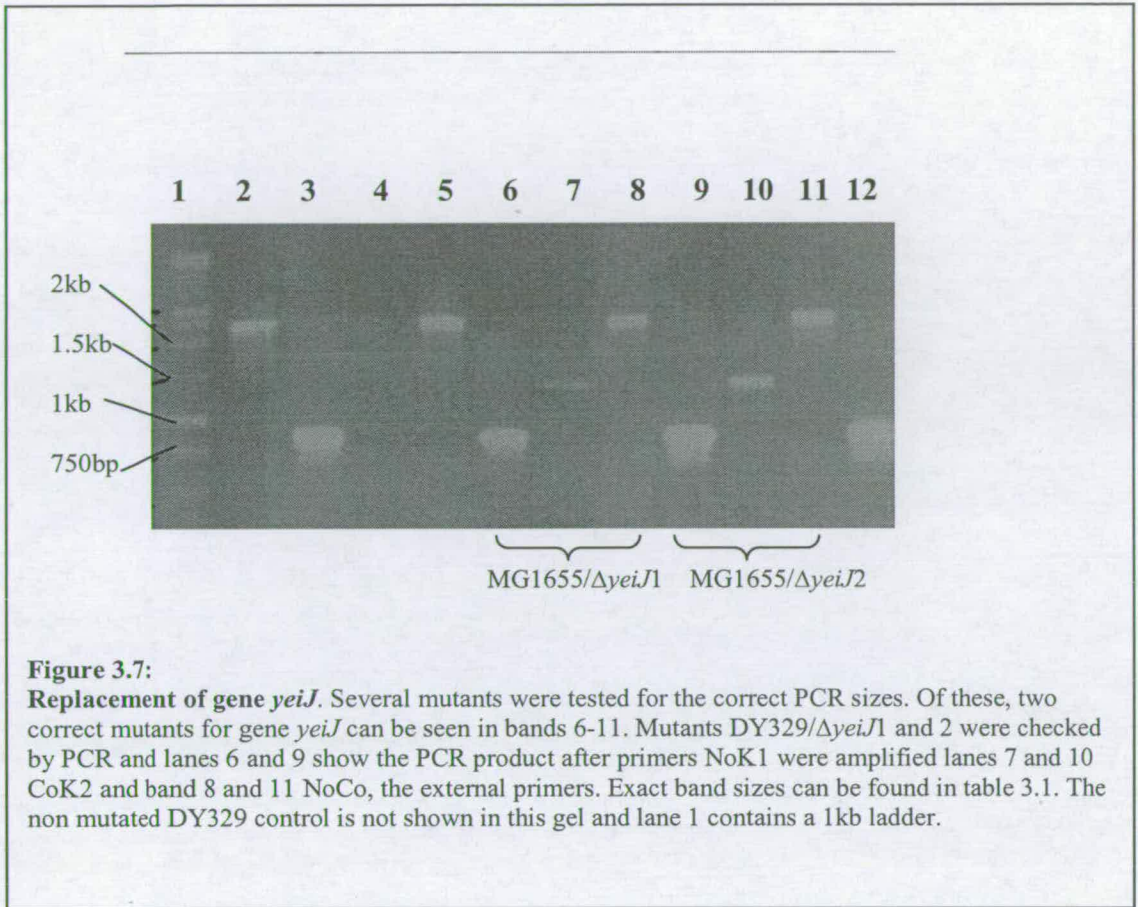 1 2 3 4 5 6 7 8 9 10 11 12
2kb
1.5kb
1kb
750bp
MG1655/ΔyeiJ1 MG1655/ΔyeiJ2
Figure 3.7:
Replacement of gene yeiJ. Several mutants were tested for the correct PCR sizes. Of these, two
correct mutants for gene yeiJ can be seen in bands 6-11. Mutants DY329/ΔyeiJ1 and 2 were checked
by PCR and lanes 6 and 9 show the PCR product after primers NoK1 were amplified lanes 7 and 10
CoK2 and band 8 and 11 NoCo, the external primers. Exact band sizes can be found in table 3.1. The
non mutated DY329 control is not shown in this gel and lane 1 contains a 1kb ladder.